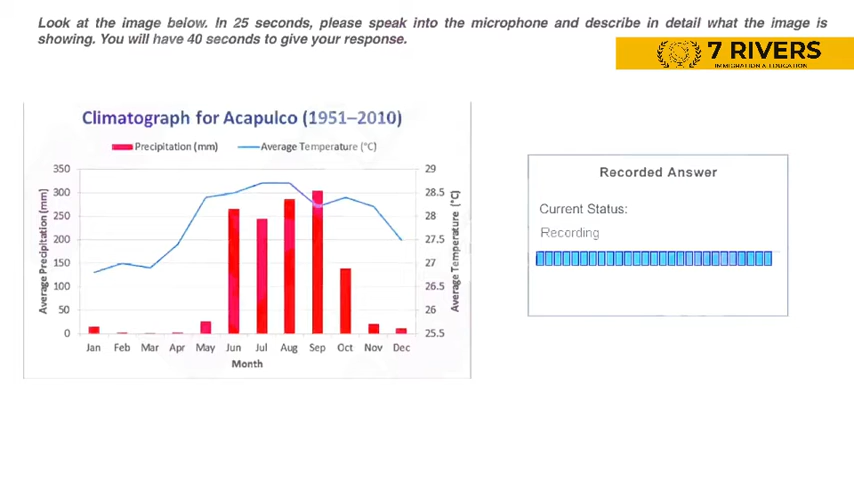 Look at the image below. In 25 seconds, please speak into the microphone and describe in detail what the image is
showing. You will have 40 seconds to give your response.
7 RIVERS
IMMIGRATION & EDUCATION
Climatograph for Acapulco (1951–2010)
Precipitation (mm) Average Temperature (°C)
350
300
250
200
150
100
50
0
Average Precipitation (mm)
29
28.5
28
27.5
27
26.5
26
25.5
Average Temperature (°C)
Jan Feb Mar Apr May Jun Jul Aug Sep Oct Nov Dec
Month
Recorded Answer
Current Status:
Recording